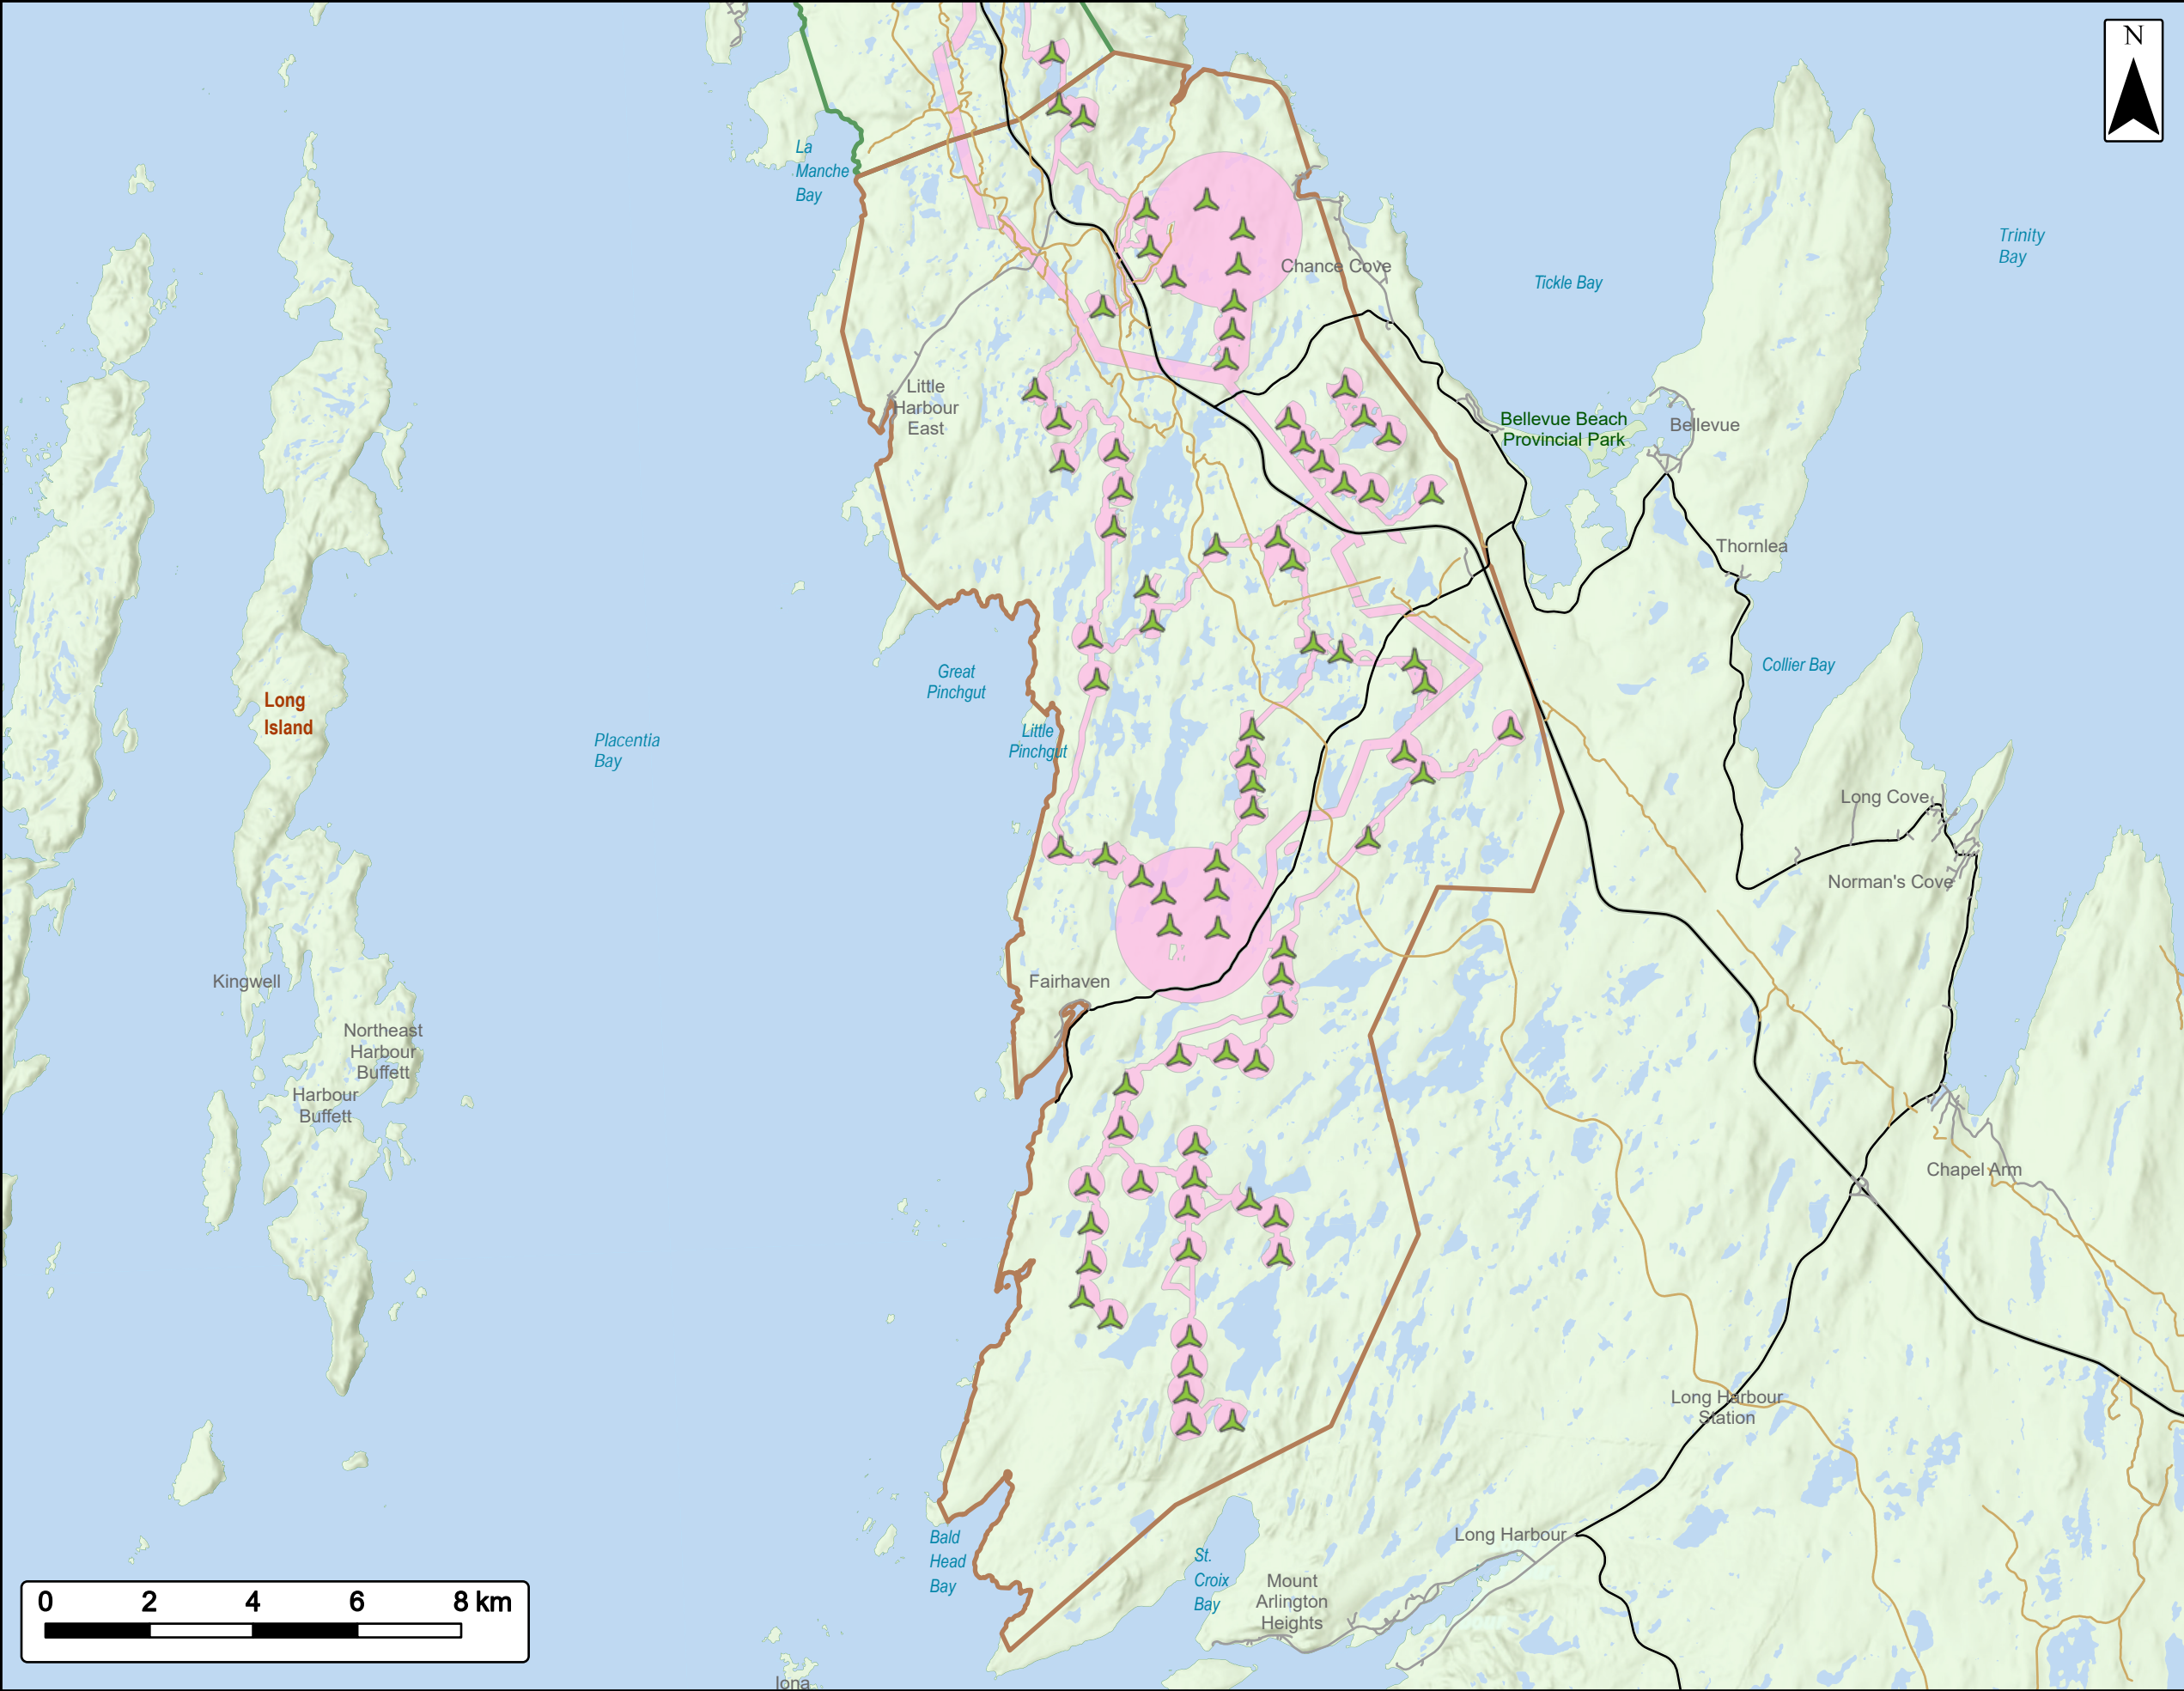 N
La
Manche
Bay
Trinity
Bay
Chance Cove
Tickle Bay
Little
Harbour
East
Bellevue Beach
Provincial Park
Bellevue
Thornlea
Great
Pinchgut
Collier Bay
Long
Island
Little
Pinchgut
Placentia
Bay
Long Cove
Norman's Cove
Kingwell
Fairhaven
Northeast
Harbour
Buffett
Harbour
Buffett
Chapel Arm
Long Harbour
Station
Long Harbour
Bald
Head
Bay
St.
Croix
Bay
Mount
Arlington
Heights
0 2 4 6 8 km
Iona